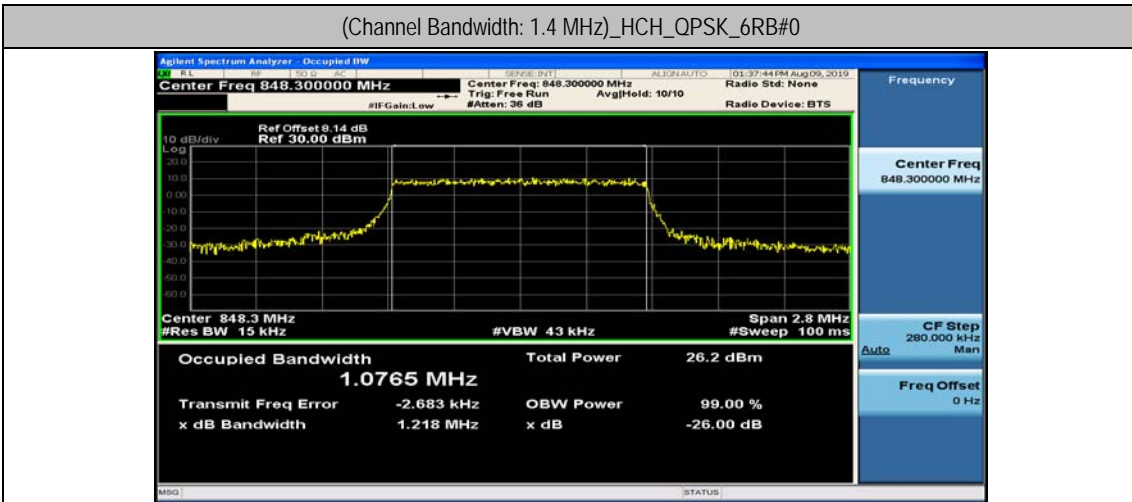 (Channel Bandwidth: 1.4 MHz)_HCH_QPSK_6RB#0
Agilent Spectrum Analyzer - Occupied BW
RL RF 50 Ω AC SENSE:INT ALIGN AUTO 01:37:44 PM Aug 09, 2019
Center Freq 848.300000 MHz
Center Freq: 848.300000 MHz
Radio Std: None
Trig: Free Run Avg|Hold: 10/10
#IFGain:Low #Atten: 36 dB Radio Device: BTS
Frequency
Ref Offset 8.14 dB
10 dB/div Ref 30.00 dBm
Log
20.0
10.0
0.00
-10.0
-20.0
-30.0
-40.0
-50.0
-60.0
Center Freq
848.300000 MHz
Center 848.3 MHz Span 2.8 MHz
#Res BW 15 kHz #VBW 43 kHz #Sweep 100 ms
CF Step
280.000 kHz
Auto Man
Occupied Bandwidth Total Power 26.2 dBm
1.0765 MHz
Freq Offset
0 Hz
Transmit Freq Error -2.683 kHz OBW Power 99.00 %
x dB Bandwidth 1.218 MHz x dB -26.00 dB
MSG STATUS